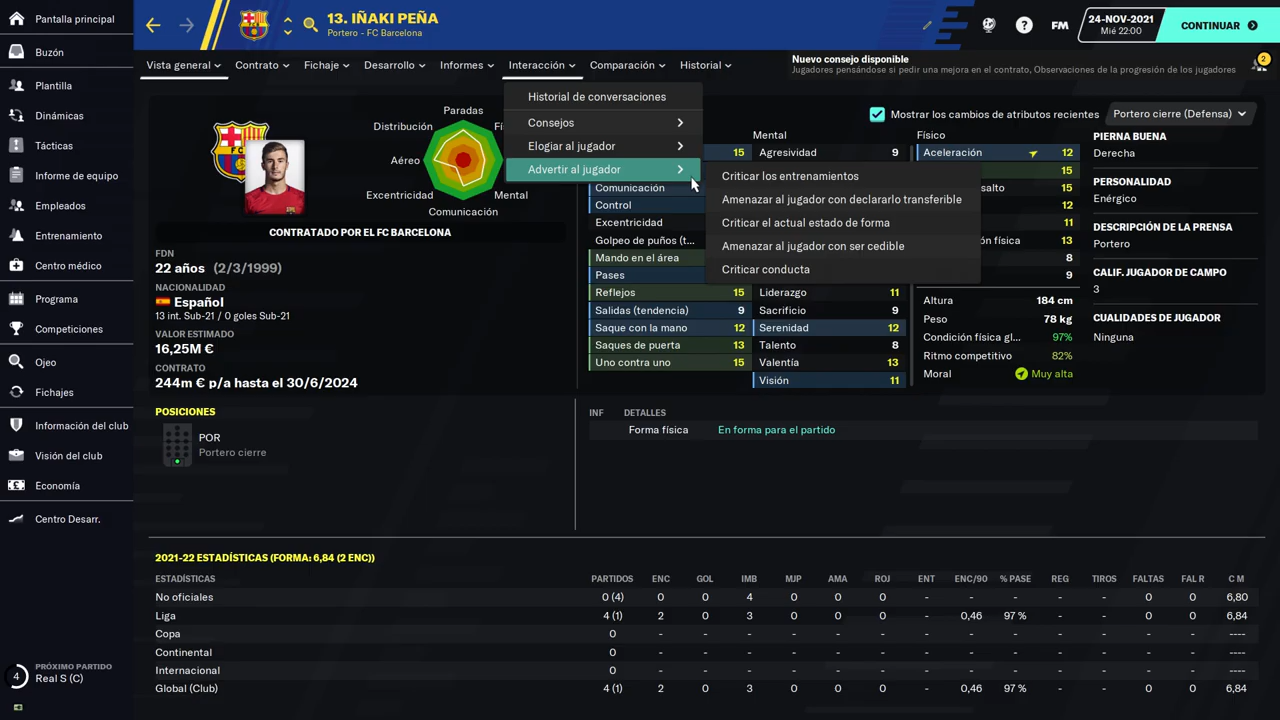 Pantalla principal
Buzón
Plantilla
Dinámicas
Tácticas
Informe de equipo
Empleados
Entrenamiento
Centro médico
Programa
Competiciones
Ojeo
Fichajes
Información del club
Visión del club
Economía
Centro Desarr.
4
PRÓXIMO PARTIDO
Real S (C)
13. IÑAKI PEÑA
Portero - FC Barcelona
?
FM
24-NOV-2021
Mié 22:00
CONTINUAR
Vista general
Contrato
Fichaje
Desarrollo
Informes
Interacción
Comparación
Historial
Nuevo consejo disponible
Jugadores pensándose si pedir una mejora en el contrato, Observaciones de la progresión de los jugadores
2
Historial de conversaciones
Consejos
Elogiar al jugador
Advertir al jugador
Criticar los entrenamientos
Amenazar al jugador con declararlo transferible
Criticar el actual estado de forma
Amenazar al jugador con ser cedible
Criticar conducta
Paradas
Distribución
Aéreo
Excentricidad
Mental
Comunicación
CONTRATADO POR EL FC BARCELONA
FDN
22 años (2/3/1999)
NACIONALIDAD
Español
13 int. Sub-21 / 0 goles Sub-21
VALOR ESTIMADO
16,25M €
CONTRATO
244m € p/a hasta el 30/6/2024
Mostrar los cambios de atributos recientes
Portero cierre (Defensa)
15
Comunicación
Control
Excentricidad
Golpeo de puños (t...
Mando en el área
Pases
Reflejos 15
Salidas (tendencia) 9
Saque con la mano 12
Saques de puerta 13
Uno contra uno 15
Mental
Agresividad 9
Liderazgo 11
Sacrificio 9
Serenidad 12
Talento 8
Valentía 13
Visión 11
Físico
Aceleración 12
15
salto 15
12
11
ón física 13
8
9
Altura 184 cm
Peso 78 kg
Condición física gl... 97%
Ritmo competitivo 82%
Moral Muy alta
PIERNA BUENA
Derecha
PERSONALIDAD
Enérgico
DESCRIPCIÓN DE LA PRENSA
Portero
CALIF. JUGADOR DE CAMPO
3
CUALIDADES DE JUGADOR
Ninguna
POSICIONES
POR
Portero cierre
INF DETALLES
Forma física En forma para el partido
2021-22 ESTADÍSTICAS (FORMA: 6,84 (2 ENC))
ESTADÍSTICAS PARTIDOS ENC GOL IMB MJP AMA ROJ ENT ENC/90 % PASE REG TIROS FALTAS FAL R C M
No oficiales 0 (4) 0 0 4 0 0 0 - - - - - 0 0 6,80
Liga 4 (1) 2 0 3 0 0 0 - 0,46 97 % - - 0 0 6,84
Copa 0 - - - - - - - - - - - - - ----
Continental 0 - - - - - - - - - - - - - ----
Internacional 0 - - - - - - - - - - - - - ----
Global (Club) 4 (1) 2 0 3 0 0 0 - 0,46 97 % - - 0 0 6,84